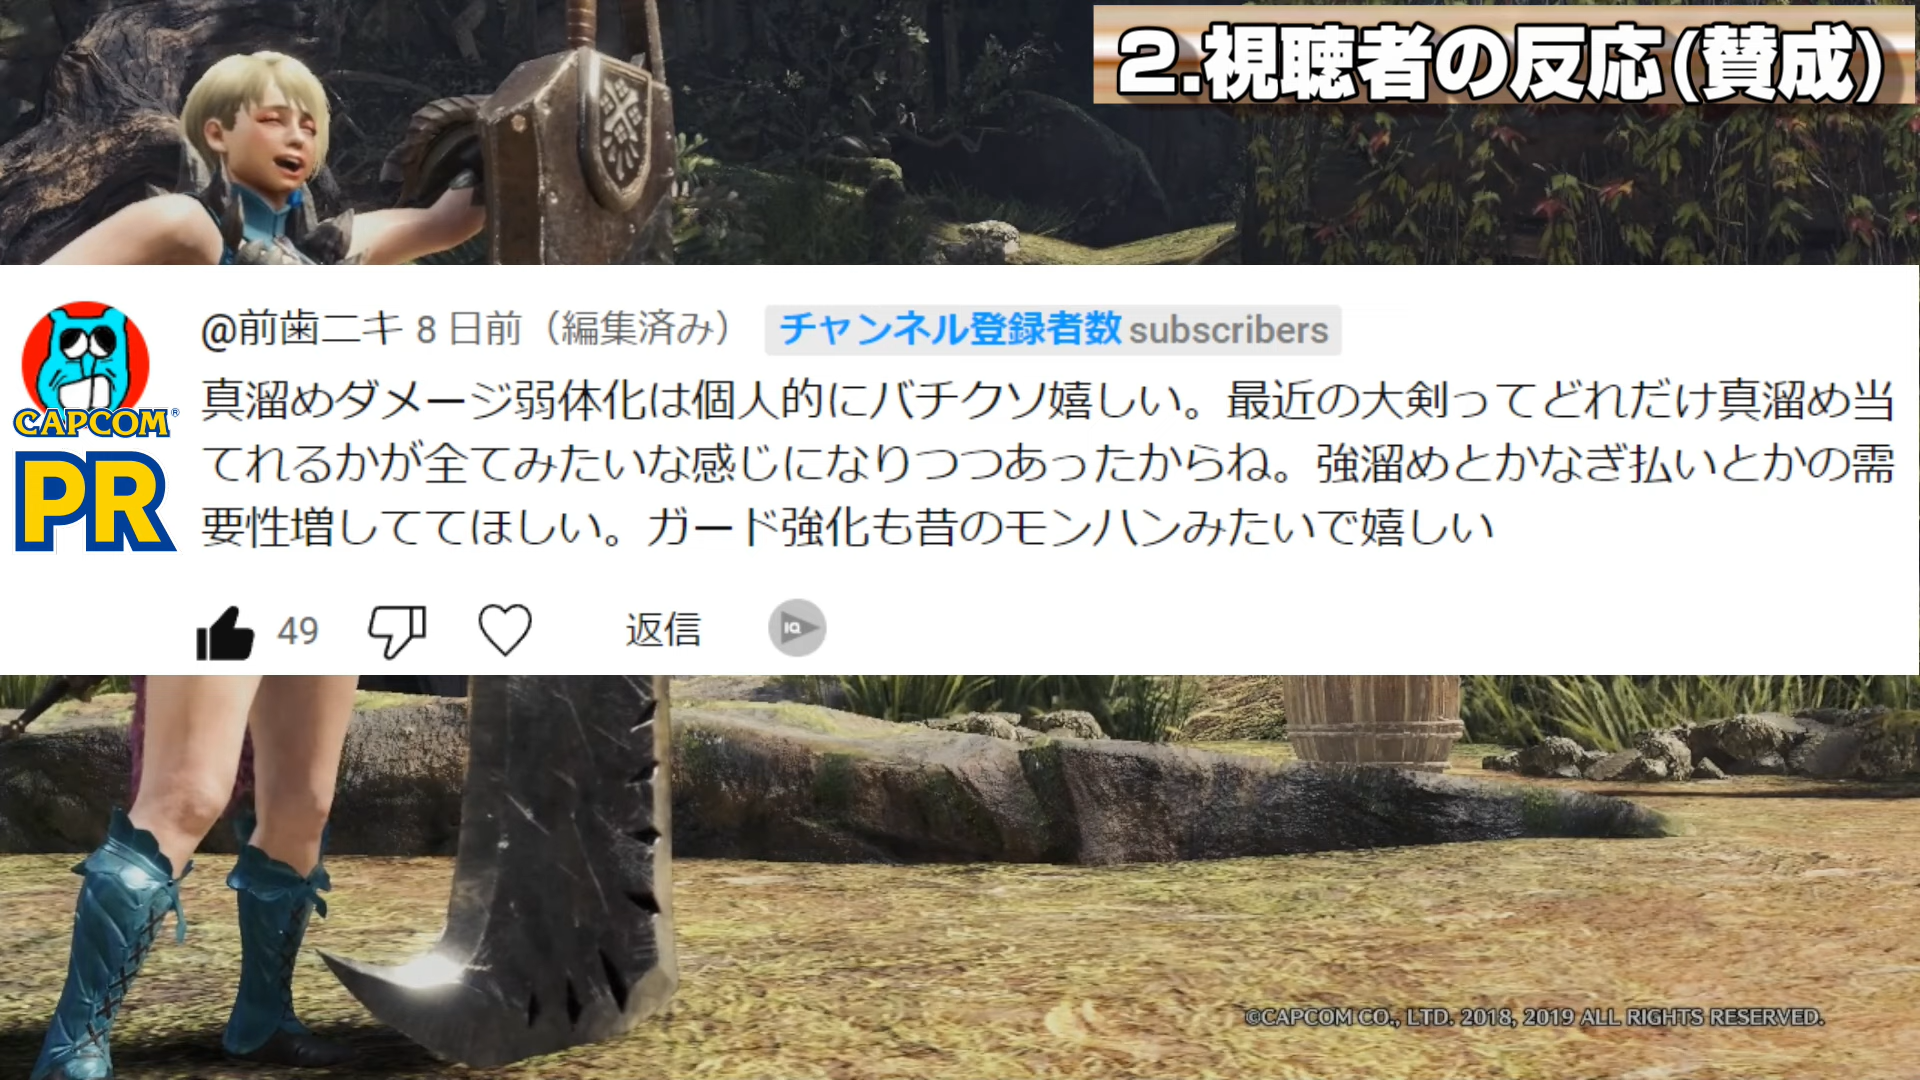 2.視聴者の反応(賛成)
@前歯ニキ 8 日前（編集済み） チャンネル登録者数 subscribers
真溜めダメージ弱体化は個人的にバチクソ嬉しい。最近の大剣ってどれだけ真溜め当
てれるかが全てみたいな感じになりつつあったからね。強溜めとかなぎ払いとかの需
要性増しててほしい。ガード強化も昔のモンハンみたいで嬉しい
CAPCOM®
PR
49 返信 IQ
©CAPCOM CO., LTD. 2018, 2019 ALL RIGHTS RESERVED.